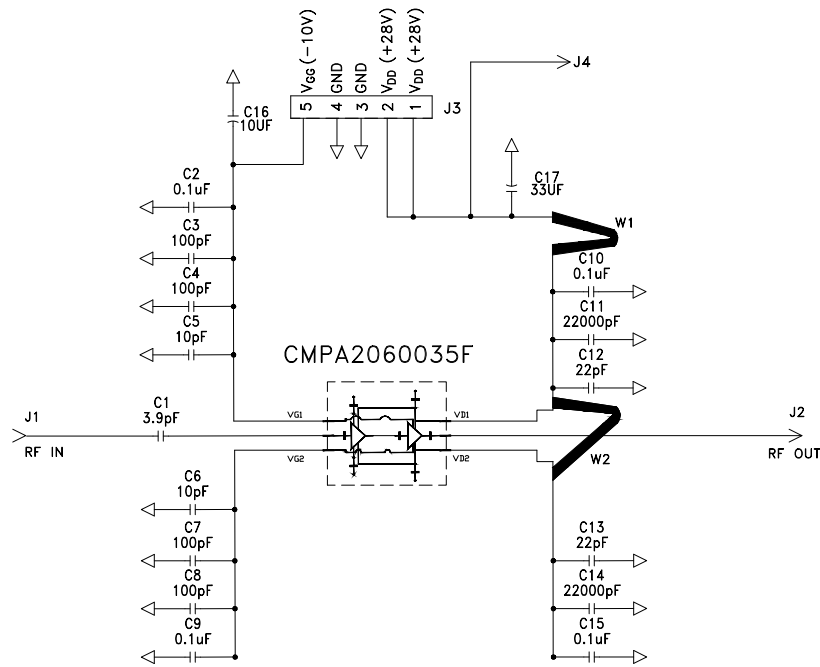 VGG (-10V)
GND
GND
VDD (+28V)
VDD (+28V)
5 4 3 2 1
J3
J4
C16
10UF
C17
33UF
C2
0.1uF
C3
100pF
C4
100pF
C5
10pF
W1
C10
0.1uF
C11
22000pF
C12
22pF
CMPA2060035F
J1
RF IN
C1
3.9pF
VG1
VG2
VD1
VD2
W2
J2
RF OUT
C6
10pF
C7
100pF
C8
100pF
C9
0.1uF
C13
22pF
C14
22000pF
C15
0.1uF